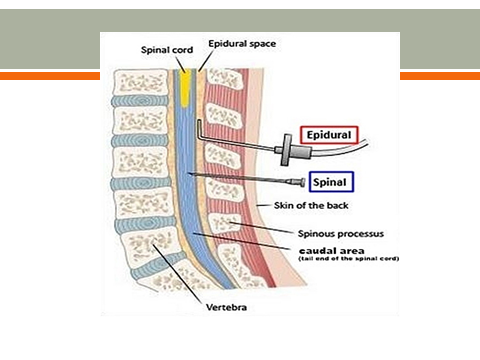 Spinal cord
Epidural space
Epidural
Spinal
Skin of the back
Spinous processus
caudal area
(tail end of the spinal cord)
Vertebra